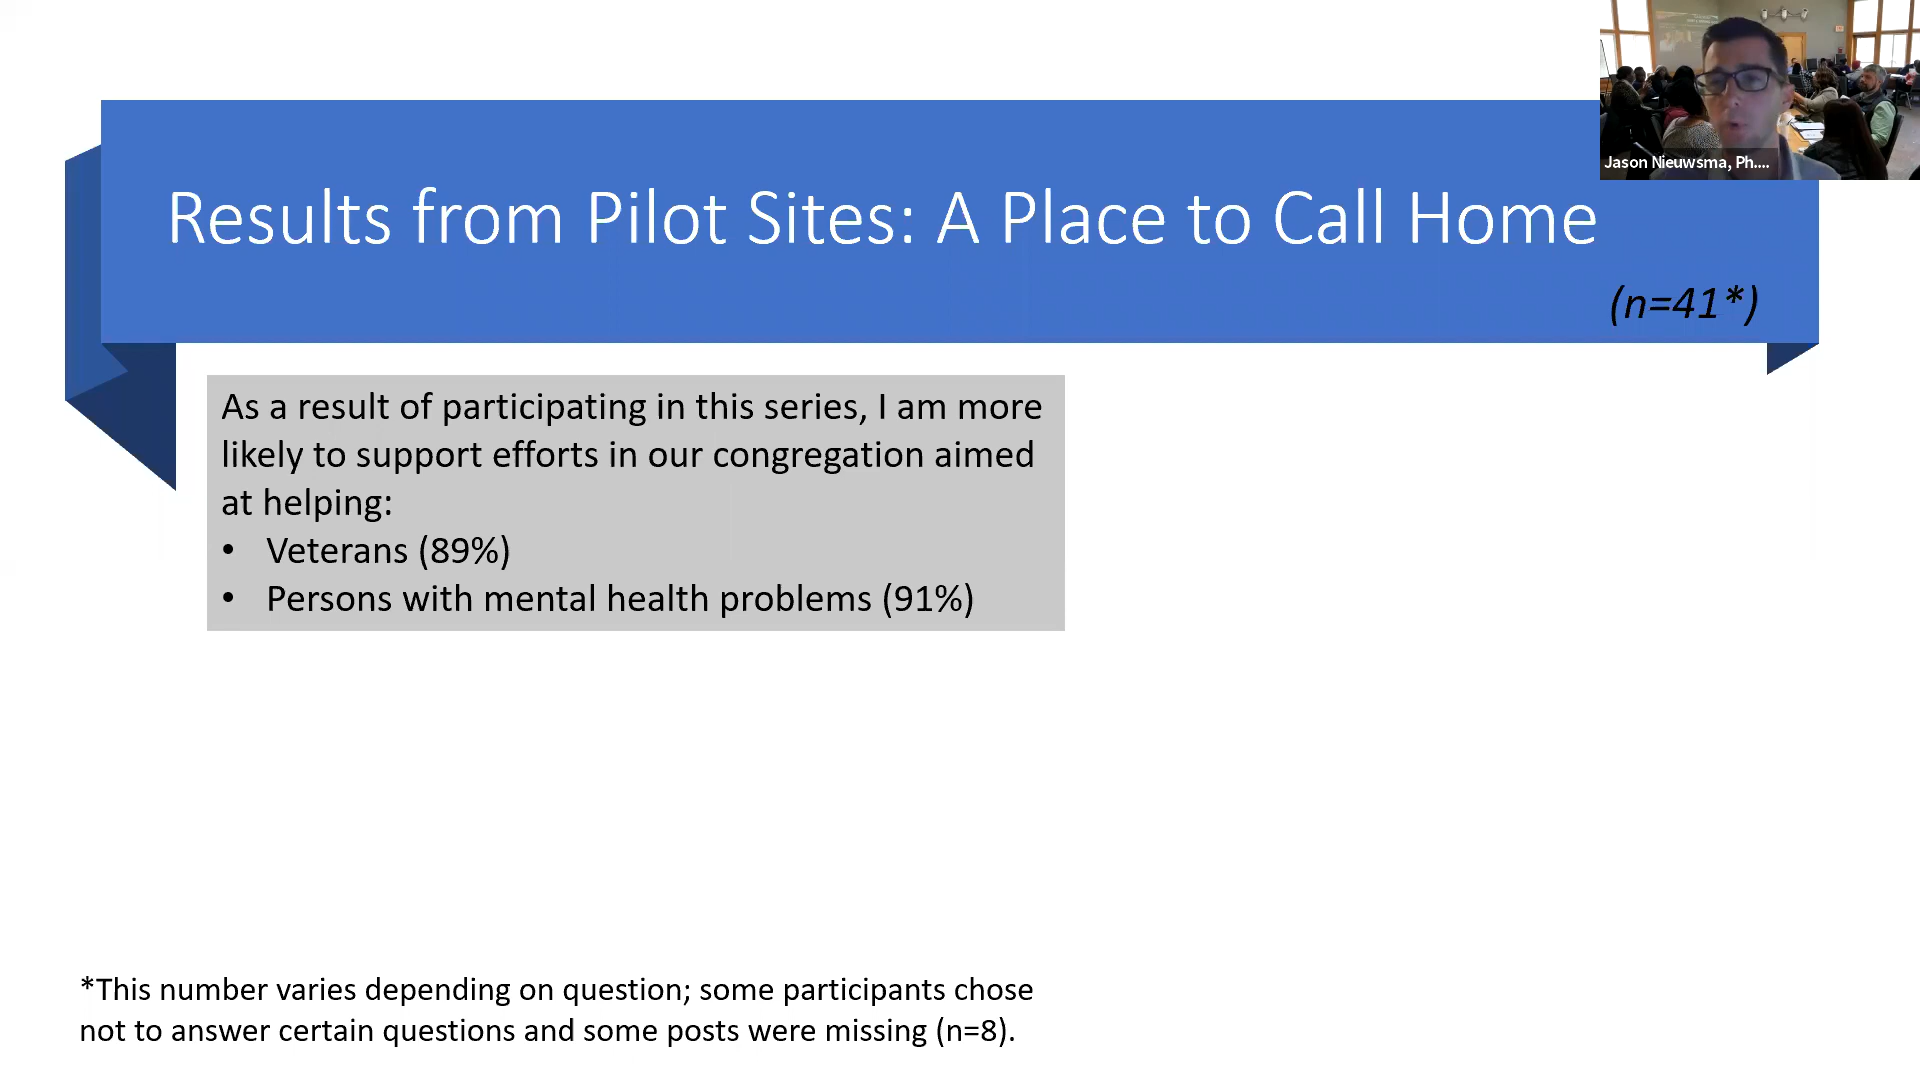 Jason Nieuwsma, Ph....
Results from Pilot Sites: A Place to Call Home
(n=41*)
As a result of participating in this series, I am more
likely to support efforts in our congregation aimed
at helping:
• Veterans (89%)
• Persons with mental health problems (91%)
*This number varies depending on question; some participants chose
not to answer certain questions and some posts were missing (n=8).